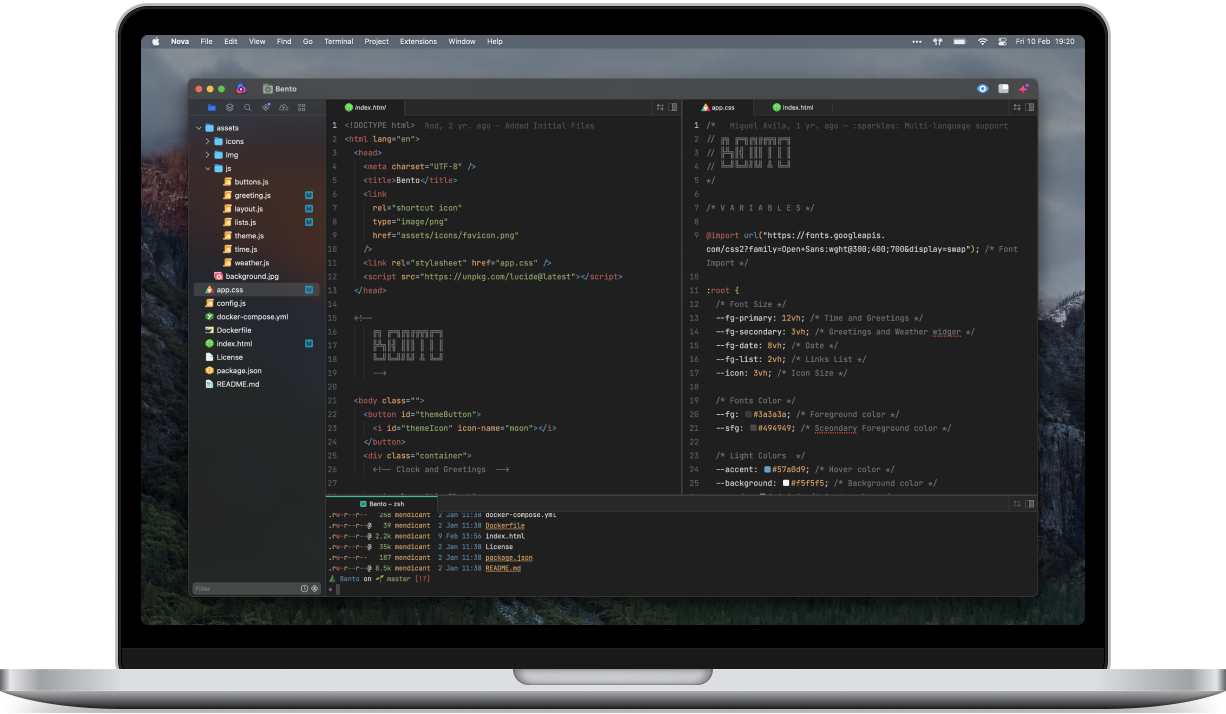 Nova File Edit View Find Go Terminal Project Extensions Window Help
Fri 10 Feb 19:20
Bento
assets
icons
img
js
buttons.js
greeting.js M
layout.js M
lists.js M
theme.js
time.js
weather.js
background.jpg
app.css M
config.js
docker-compose.yml
Dockerfile
index.html M
License
package.json
README.md
Filter
index.html
1 <!DOCTYPE html> Rod, 2 yr. ago — Added Initial Files
2 <html lang="en">
3 <head>
4 <meta charset="UTF-8" />
5 <title>Bento</title>
6 <link
7 rel="shortcut icon"
8 type="image/png"
9 href="assets/icons/favicon.png"
10 />
11 <link rel="stylesheet" href="app.css" />
12 <script src="https://unpkg.com/lucide@latest"></script>
13 </head>
14
15 <!--
16
17
18
19 -->
20
21 <body class="">
22 <button id="themeButton">
23 <i id="themeIcon" icon-name="moon"></i>
24 </button>
25 <div class="container">
26 <!-- Clock and Greetings -->
27
app.css
index.html
1 /* Miguel Avila, 1 yr. ago — :sparkles: Multi-language support
2 //
3 //
4 //
5 */
6
7 /* V A R I A B L E S */
8
9 @import url("https://fonts.googleapis.
com/css2?family=Open+Sans:wght@300;400;700&display=swap"); /* Font
Import */
10
11 :root {
12 /* Font Size */
13 --fg-primary: 12vh; /* Time and Greetings */
14 --fg-secondary: 3vh; /* Greetings and Weather widger */
15 --fg-date: 8vh; /* Date */
16 --fg-list: 2vh; /* Links List */
17 --icon: 3vh; /* Icon Size */
18
19 /* Fonts Color */
20 --fg: #3a3a3a; /* Foreground color */
21 --sfg: #494949; /* Sceondary Foreground color */
22
23 /* Light Colors */
24 --accent: #57a0d9; /* Hover color */
25 --background: #f5f5f5; /* Background color */
Bento — zsh
.rw-r--r-- 268 mendicant 2 Jan 11:38 docker-compose.yml
.rw-r--r--@ 39 mendicant 2 Jan 11:38 Dockerfile
.rw-r--r--@ 2.2k mendicant 9 Feb 13:56 index.html
.rw-r--r--@ 35k mendicant 2 Jan 11:38 License
.rw-r--r-- 187 mendicant 2 Jan 11:38 package.json
.rw-r--r--@ 8.5k mendicant 2 Jan 11:38 README.md
Bento on master [!?]